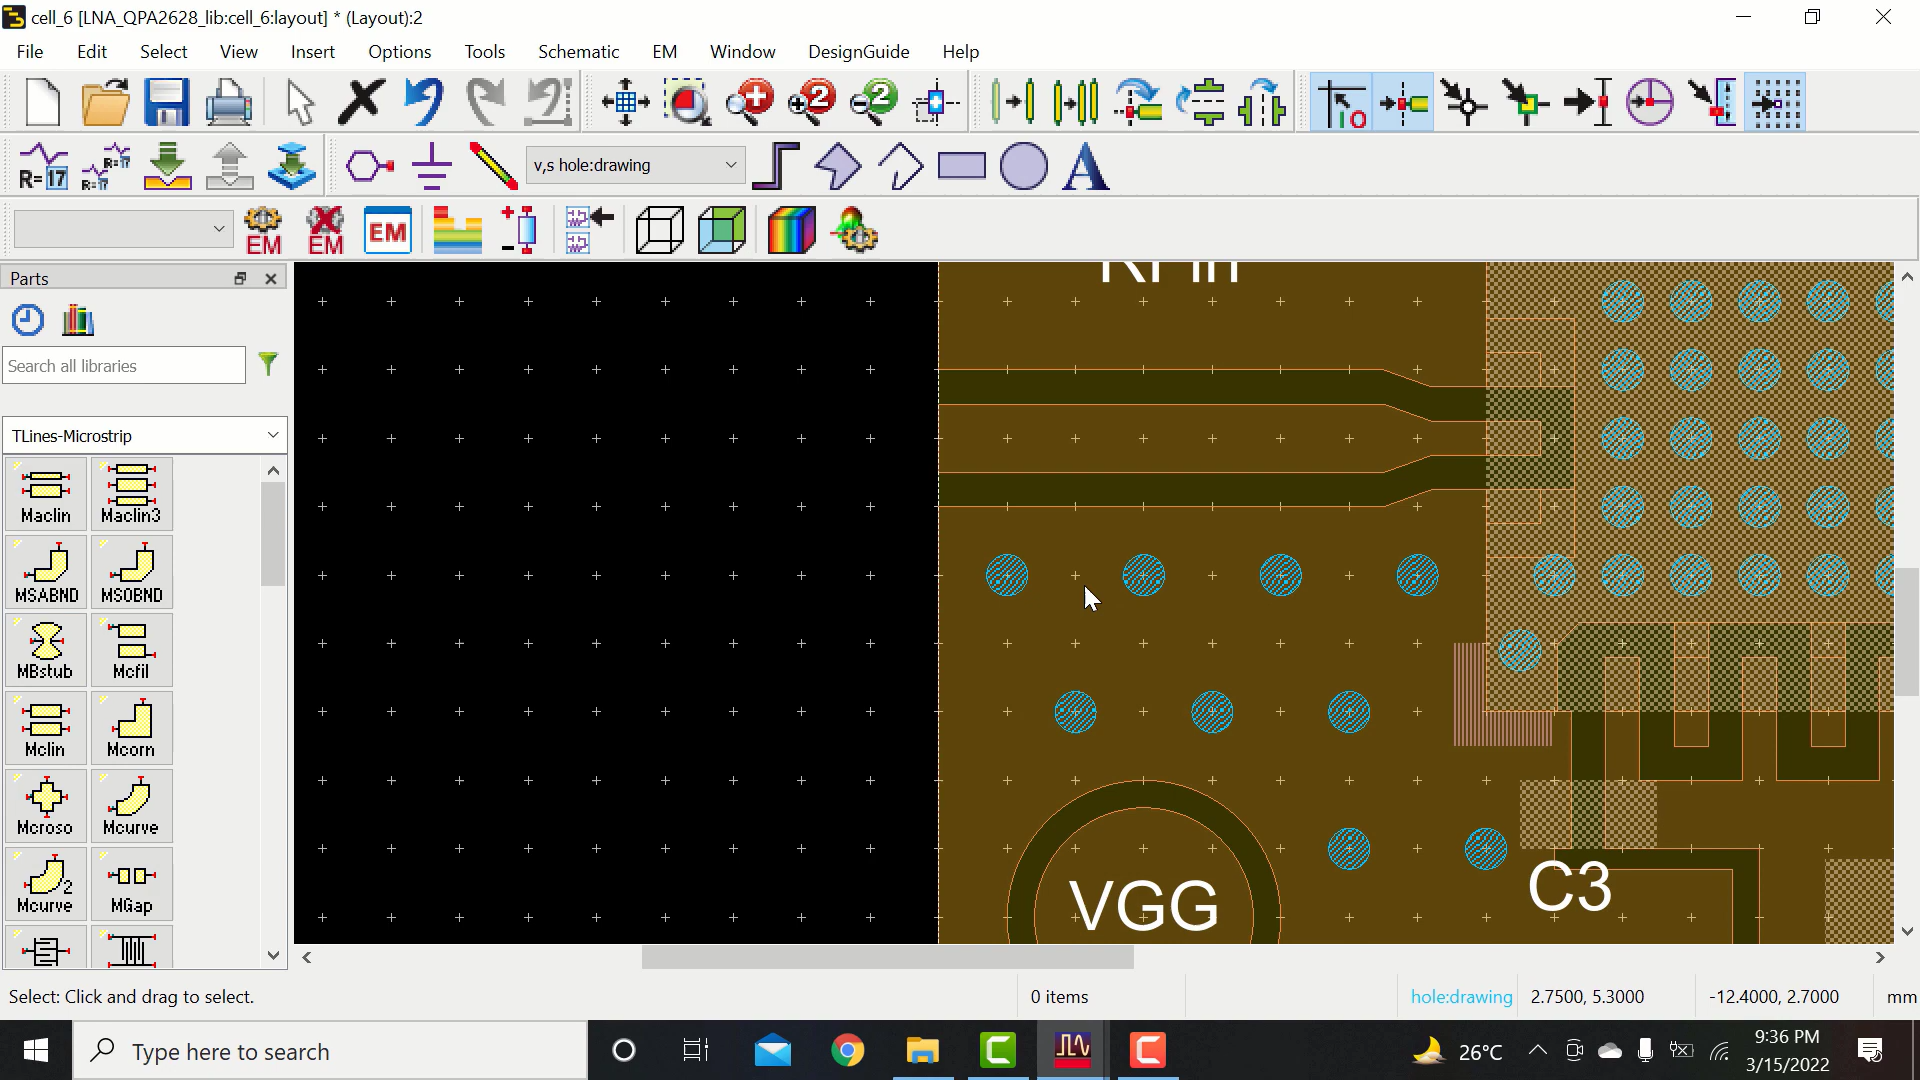 cell_6 [LNA_QPA2628_lib:cell_6:layout] * (Layout):2
File Edit Select View Insert Options Tools Schematic EM Window DesignGuide Help
v,s hole:drawing
EM EM EM
Parts
Search all libraries
TLines-Microstrip
Maclin Maclin3
MSABND MSOBND
MBstub Mcfil
Mclin Mcorn
Mcroso Mcurve
Mcurve MGap
VGG
C3
Select: Click and drag to select.
0 items
hole:drawing
2.7500, 5.3000
-12.4000, 2.7000
mm
Type here to search
26°C
9:36 PM
3/15/2022